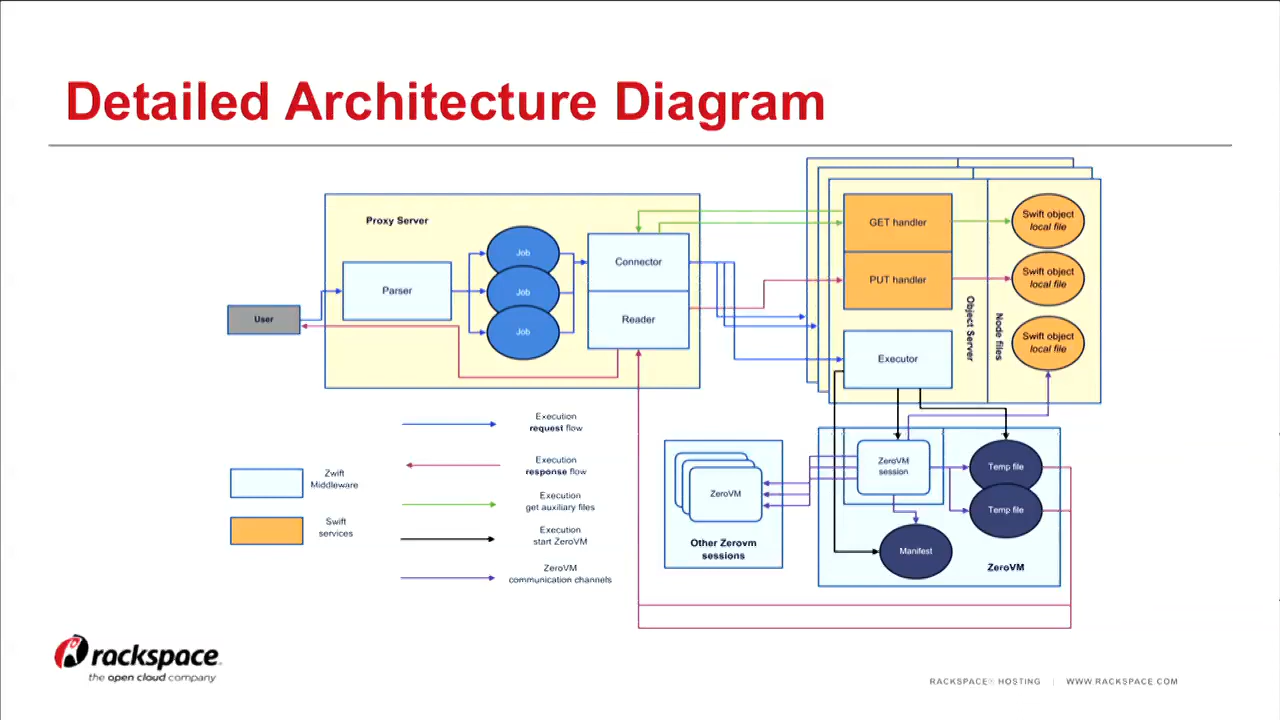 Detailed Architecture Diagram
Proxy Server
Parser
Job
Job
Job
Connector
Reader
User
GET handler
PUT handler
Executor
Object Server
Node files
Swift object
local file
Swift object
local file
Swift object
local file
Execution
request flow
Execution
response flow
Execution
get auxiliary files
Execution
start ZeroVM
ZeroVM
communication channels
Zwift
Middleware
Swift
services
ZeroVM
Other Zerovm
sessions
ZeroVM
session
Temp file
Temp file
Manifest
ZeroVM
rackspace.
the open cloud company
RACKSPACE® HOSTING | WWW.RACKSPACE.COM